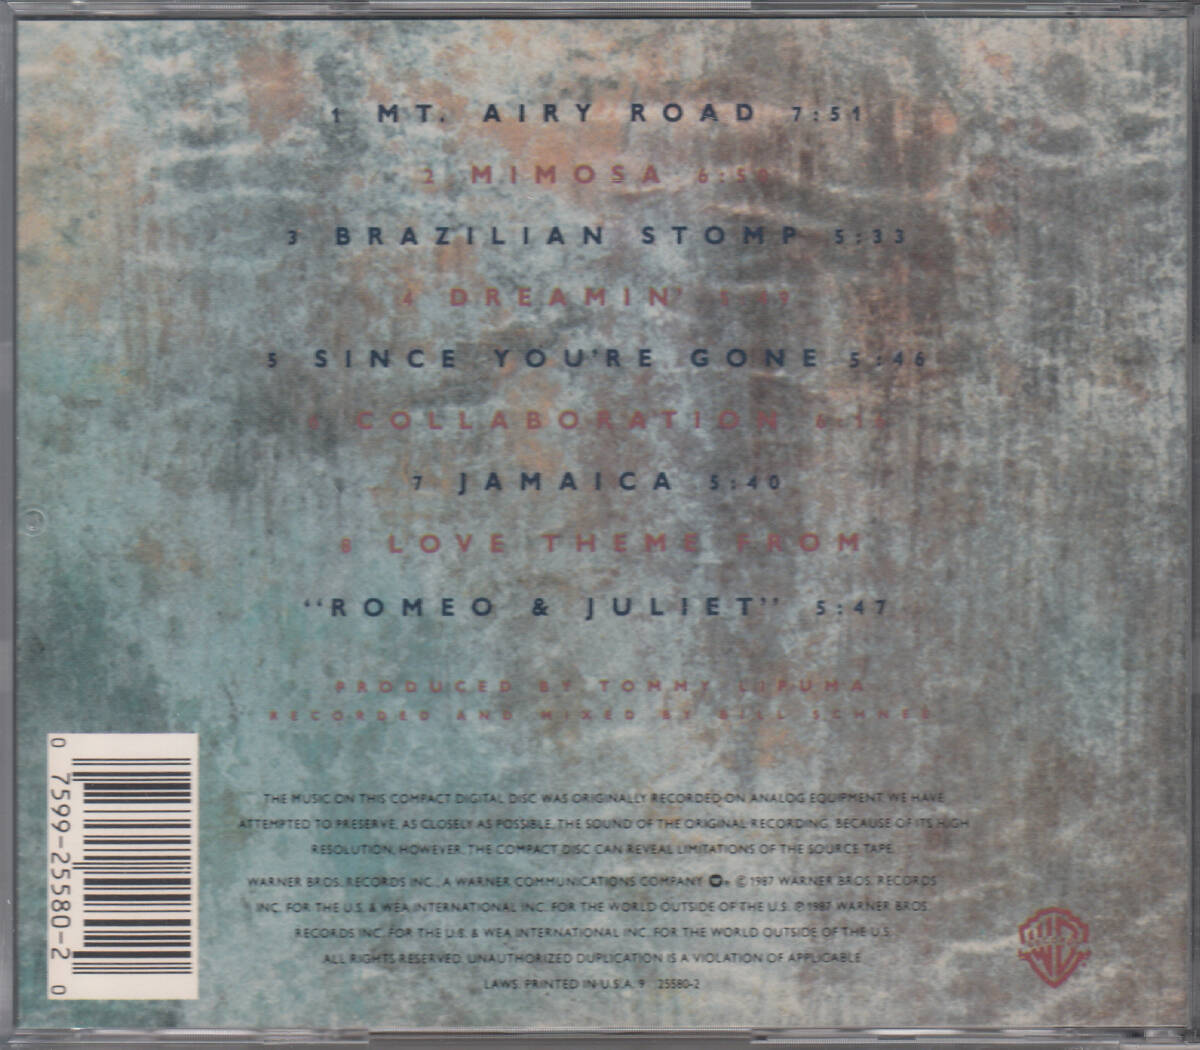 1 MT. AIRY ROAD 7:51
2 MIMOSA 6:50
3 BRAZILIAN STOMP 5:33
4 DREAMIN'
5 SINCE YOU'RE GONE 5:46
COLLABORATION
7 JAMAICA 5:40
8 LOVE THEME FROM
"ROMEO & JULIET" 5:47
PRODUCED BY TOMMY LIPUMA
RECORDED AND MIXED BY BILL SCHNEE
THE MUSIC ON THIS COMPACT DIGITAL DISC WAS ORIGINALLY RECORDED ON ANALOG EQUIPMENT. WE HAVE
ATTEMPTED TO PRESERVE, AS CLOSELY AS POSSIBLE, THE SOUND OF THE ORIGINAL RECORDING. BECAUSE OF ITS HIGH
RESOLUTION, HOWEVER, THE COMPACT DISC CAN REVEAL LIMITATIONS OF THE SOURCE TAPE.
WARNER BROS. RECORDS INC., A WARNER COMMUNICATIONS COMPANY ® © 1987 WARNER BROS. RECORDS
INC. FOR THE U.S. & WEA INTERNATIONAL INC. FOR THE WORLD OUTSIDE OF THE U.S. ℗ 1987 WARNER BROS.
RECORDS INC. FOR THE U.S. & WEA INTERNATIONAL INC. FOR THE WORLD OUTSIDE OF THE U.S.
ALL RIGHTS RESERVED. UNAUTHORIZED DUPLICATION IS A VIOLATION OF APPLICABLE
LAWS. PRINTED IN U.S.A. 9 25580-2
0 7599-25580-2 0